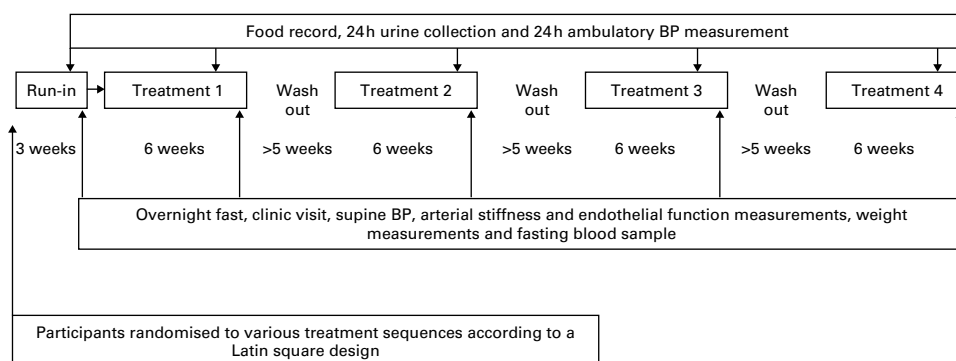 Food record, 24h urine collection and 24h ambulatory BP measurement
Run-in
Treatment 1
Wash
out
Treatment 2
Wash
out
Treatment 3
Wash
out
Treatment 4
3 weeks
6 weeks
>5 weeks
6 weeks
>5 weeks
6 weeks
>5 weeks
6 weeks
Overnight fast, clinic visit, supine BP, arterial stiffness and endothelial function measurements, weight
measurements and fasting blood sample
Participants randomised to various treatment sequences according to a
Latin square design